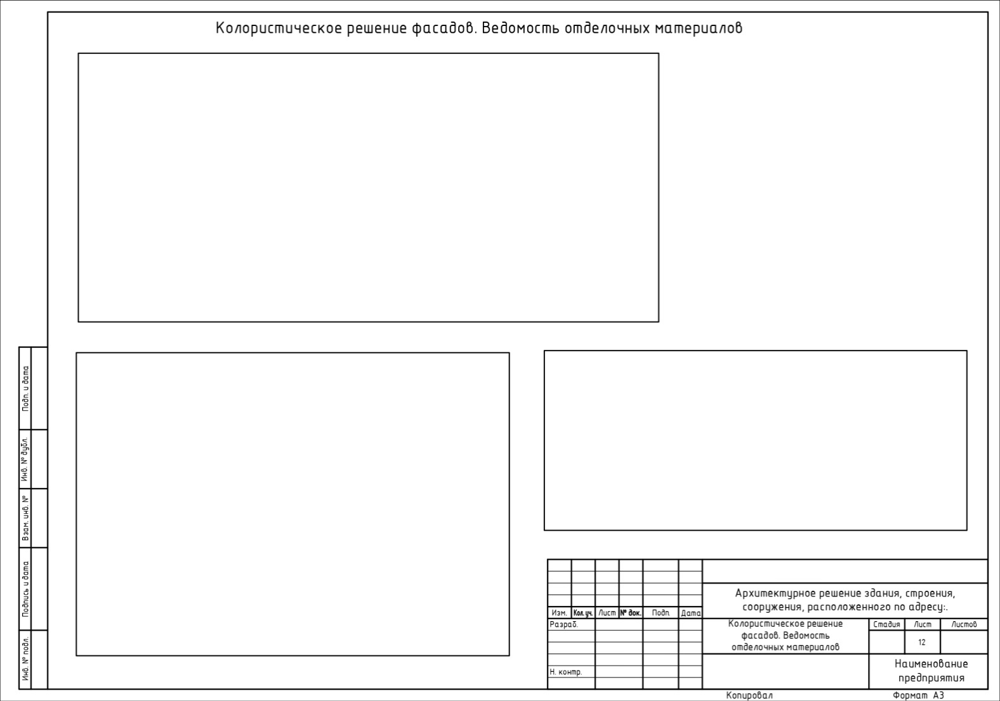 Колористическое решение фасадов. Ведомость отделочных материалов
Подп. и дата
Инв. № дубл.
Взам. инв. №
Подпись и дата
Инв. № подл.
Архитектурное решение здания, строения,
сооружения, расположенного по адресу:.
Изм. Кол.уч. Лист № док. Подп. Дата
Разраб.
Н. контр.
Колористическое решение
фасадов. Ведомость
отделочных материалов
Стадия Лист Листов
12
Наименование
предприятия
Копировал Формат А3